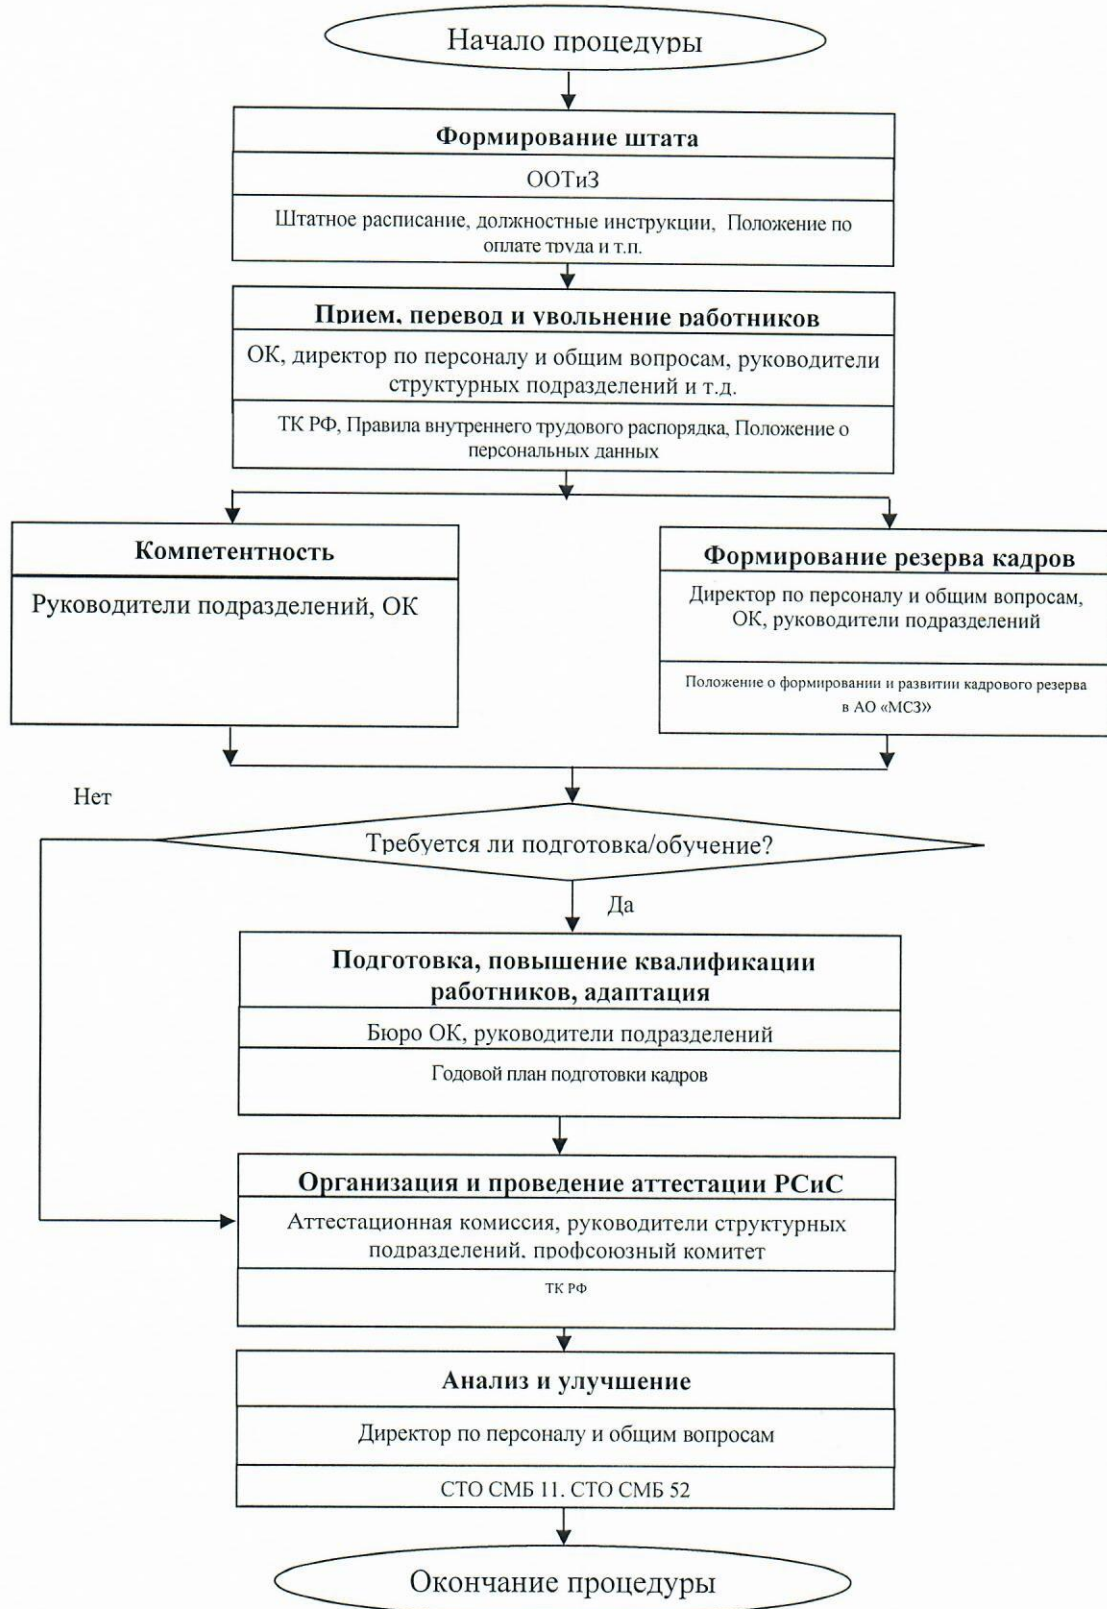 Начало процедуры
Формирование штата
ООТиЗ
Штатное расписание, должностные инструкции, Положение по
оплате труда и т.п.
Прием, перевод и увольнение работников
ОК, директор по персоналу и общим вопросам, руководители
структурных подразделений и т.д.
ТК РФ, Правила внутреннего трудового распорядка, Положение о
персональных данных
Компетентность
Руководители подразделений, ОК
Формирование резерва кадров
Директор по персоналу и общим вопросам,
ОК, руководители подразделений
Положение о формировании и развитии кадрового резерва
в АО «МСЗ»
Нет
Требуется ли подготовка/обучение?
Да
Подготовка, повышение квалификации
работников, адаптация
Бюро ОК, руководители подразделений
Годовой план подготовки кадров
Организация и проведение аттестации РСиС
Аттестационная комиссия, руководители структурных
подразделений, профсоюзный комитет
ТК РФ
Анализ и улучшение
Директор по персоналу и общим вопросам
СТО СМБ 11. СТО СМБ 52
Окончание процедуры